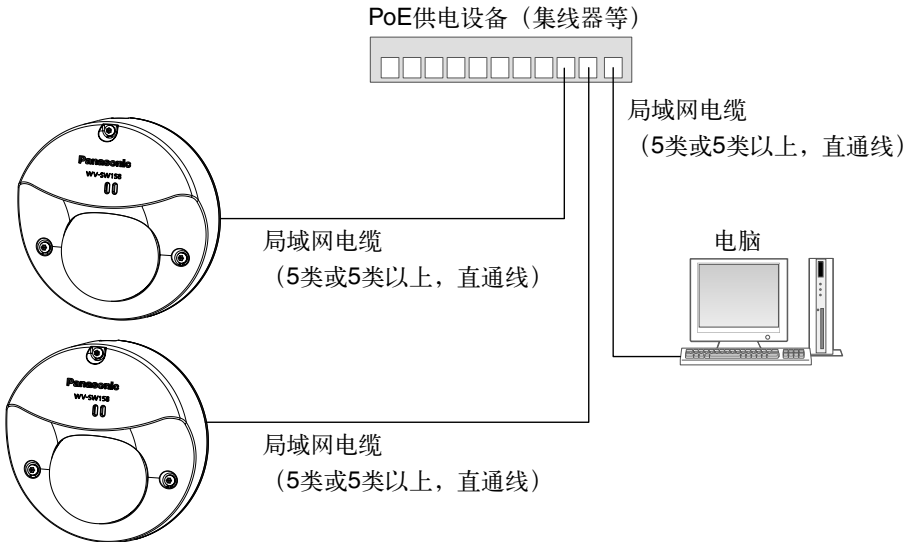 PoE供电设备（集线器等）
局域网电缆
（5类或5类以上，直通线）
Panasonic
WV-SW158
局域网电缆
（5类或5类以上，直通线）
电脑
Panasonic
WV-SW158
局域网电缆
（5类或5类以上，直通线）